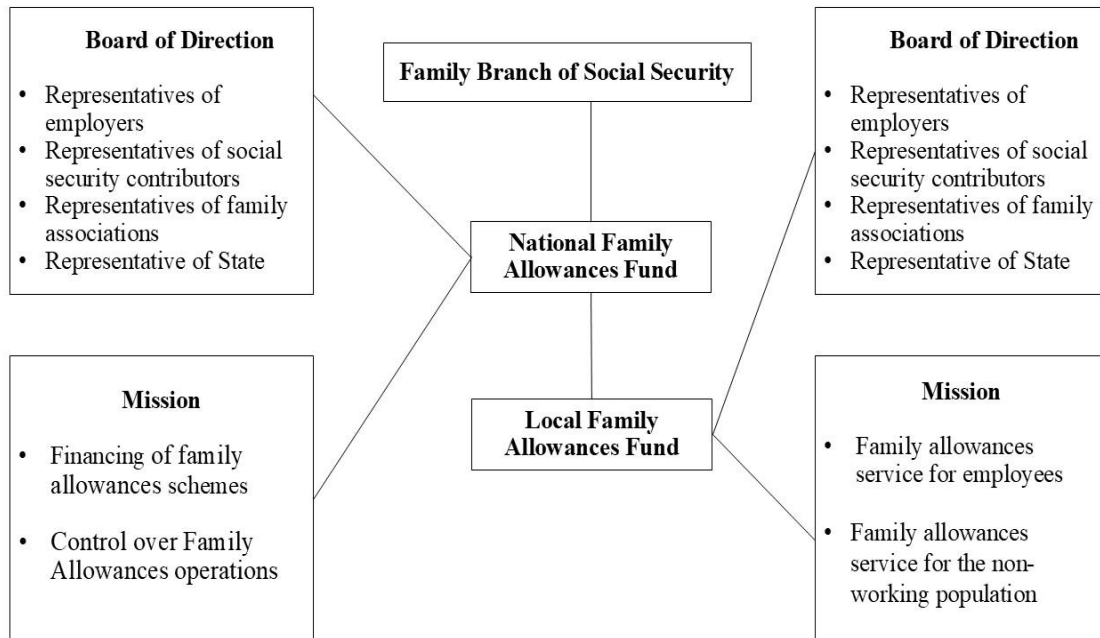 Board of Direction
• Representatives of
employers
• Representatives of social
security contributors
• Representatives of family
associations
• Representative of State
Family Branch of Social Security
Board of Direction
• Representatives of
employers
• Representatives of social
security contributors
• Representatives of family
associations
• Representative of State
National Family
Allowances Fund
Mission
• Financing of family
allowances schemes
• Control over Family
Allowances operations
Local Family
Allowances Fund
Mission
• Family allowances
service for employees
• Family allowances
service for the non-
working population